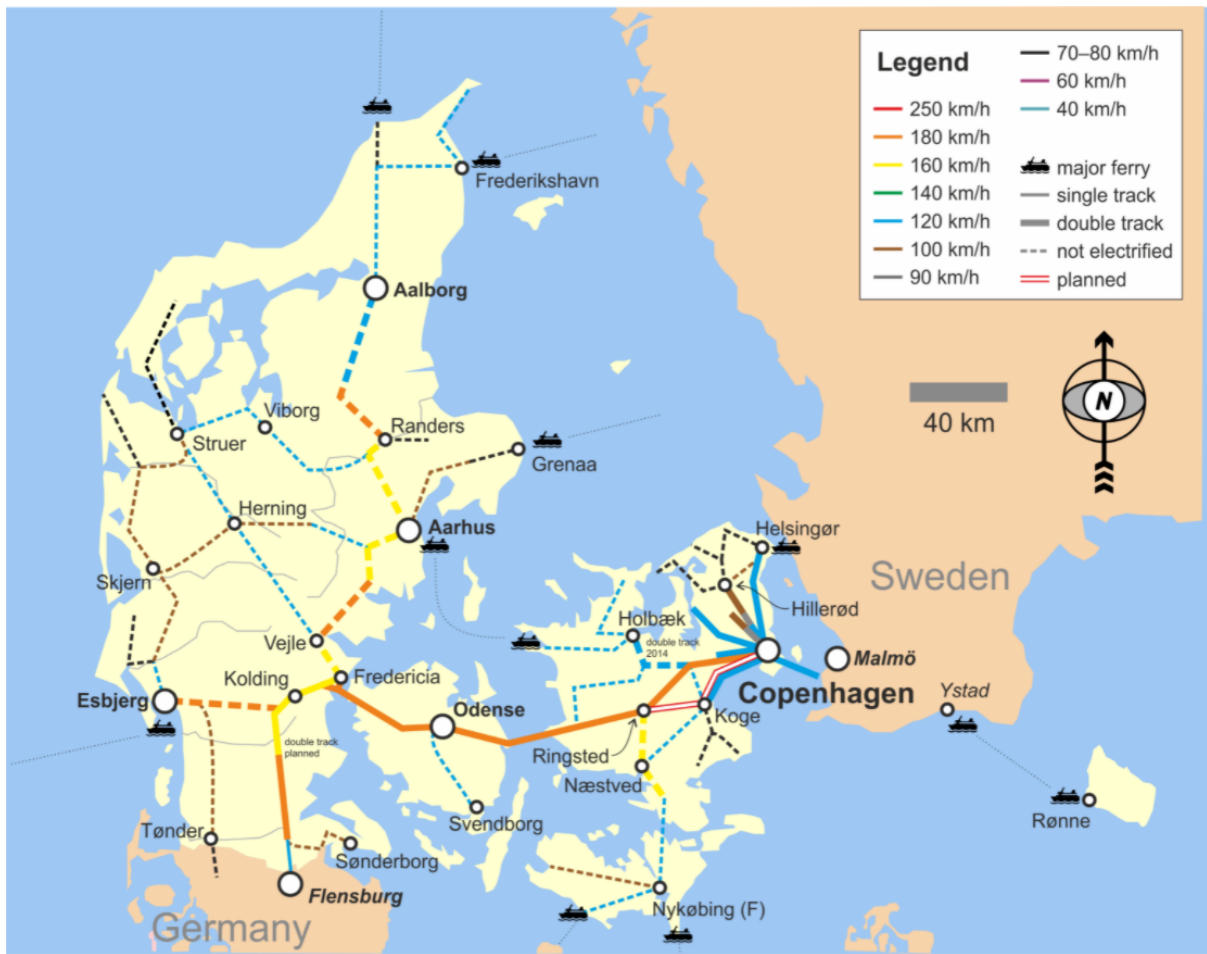 Legend
250 km/h
180 km/h
160 km/h
140 km/h
120 km/h
100 km/h
90 km/h
70–80 km/h
60 km/h
40 km/h
major ferry
single track
double track
not electrified
planned
N
40 km
Frederikshavn
Aalborg
Viborg
Randers
Struer
Grenaa
Herning
Aarhus
Helsingør
Skjern
Sweden
Hillerød
Holbæk
double track
2014
Vejle
Malmö
Kolding
Fredericia
Copenhagen
Esbjerg
Odense
Ystad
Koge
double track
planned
Ringsted
Næstved
Svendborg
Rønne
Tønder
Sønderborg
Flensburg
Nykøbing (F)
Germany